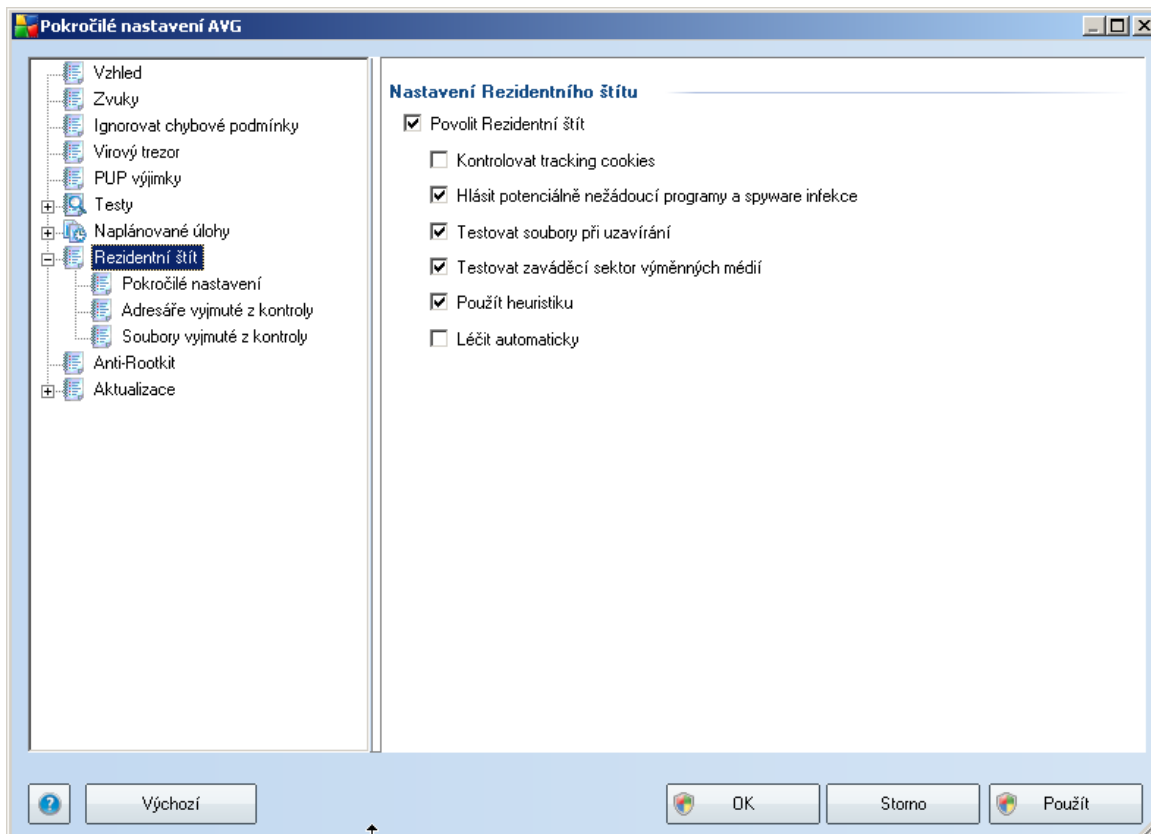 Pokročilé nastavení AVG
Vzhled
Zvuky
Ignorovat chybové podmínky
Virový trezor
PUP výjimky
Testy
Naplánované úlohy
Rezidentní štít
Pokročilé nastavení
Adresáře vyjmuté z kontroly
Soubory vyjmuté z kontroly
Anti-Rootkit
Aktualizace
Nastavení Rezidentního štítu
Povolit Rezidentní štít
Kontrolovat tracking cookies
Hlásit potenciálně nežádoucí programy a spyware infekce
Testovat soubory při uzavírání
Testovat zaváděcí sektor výměnných médií
Použít heuristiku
Léčit automaticky
Výchozí
OK
Storno
Použít